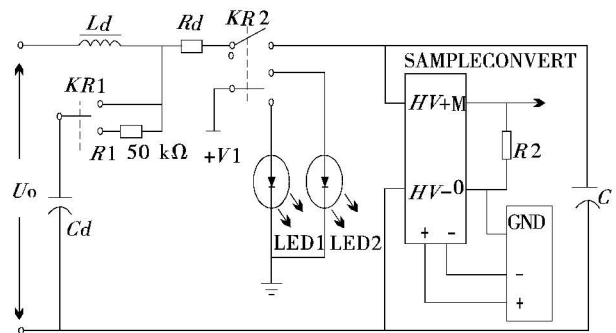 Ld
Rd
KR2
SAMPLECONVERT
KR1
HV+M
R1 50 kΩ
+V1
R2
Uo
HV-0
C
Cd
GND
LED1
LED2
+ -
-
+